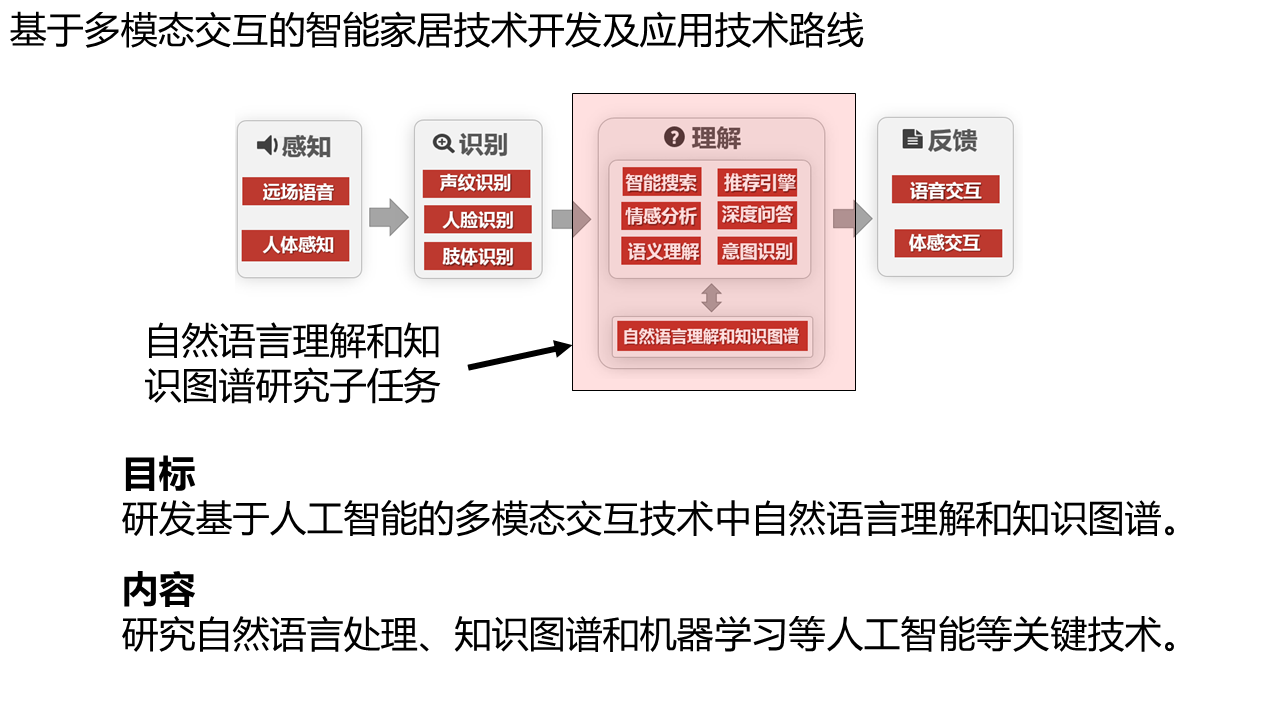 基于多模态交互的智能家居技术开发及应用技术路线
感知
远场语音
人体感知
识别
声纹识别
人脸识别
肢体识别
理解
智能搜索
推荐引擎
情感分析
深度问答
语义理解
意图识别
自然语言理解和知识图谱
反馈
语音交互
体感交互
自然语言理解和知
识图谱研究子任务
目标
研发基于人工智能的多模态交互技术中自然语言理解和知识图谱。
内容
研究自然语言处理、知识图谱和机器学习等人工智能等关键技术。